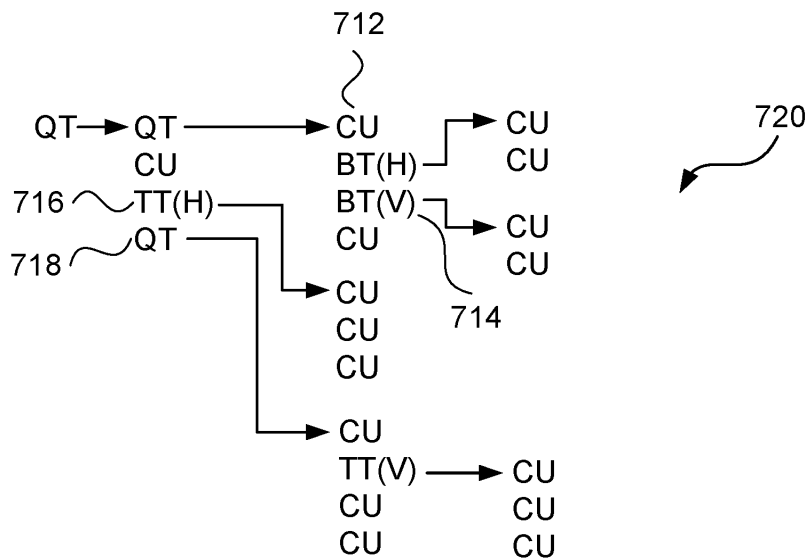 712
QT QT CU CU 720
CU BT(H) CU
716 TT(H) BT(V) CU
718 QT CU CU
CU 714
CU
CU
CU
TT(V) CU
CU CU
CU CU